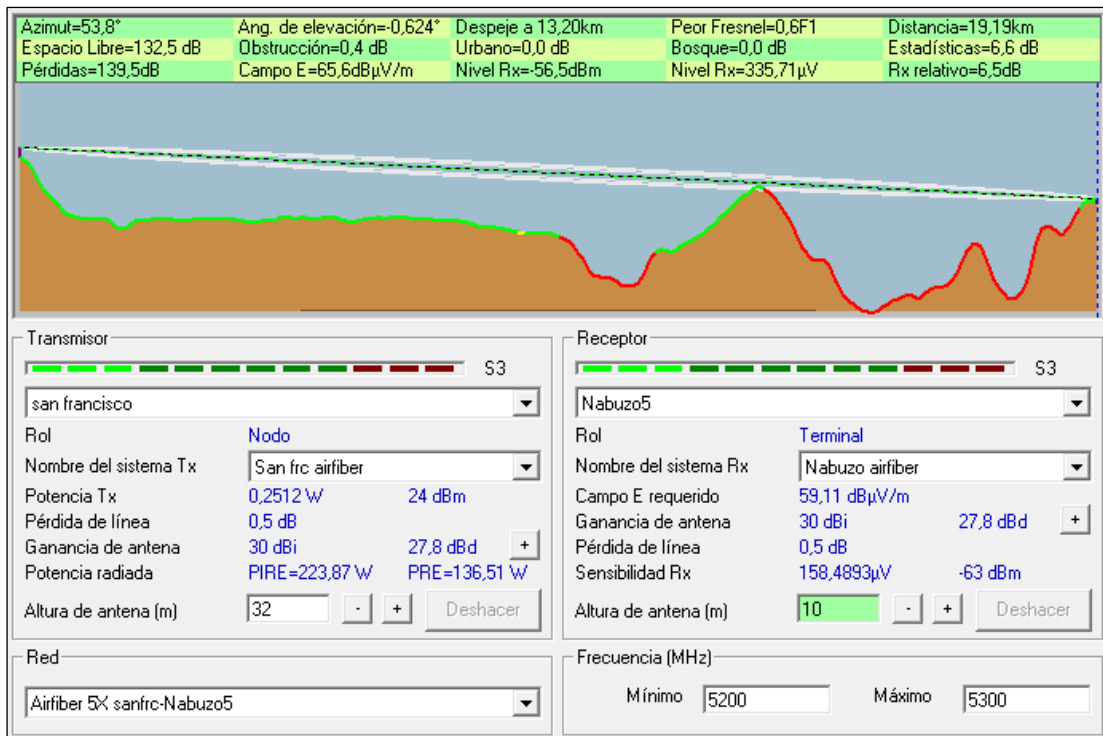 Azimut=53,8° Ang. de elevación=-0,624° Despeje a 13,20km Peor Fresnel=0,6F1 Distancia=19,19km
Espacio Libre=132,5 dB Obstrucción=0,4 dB Urbano=0,0 dB Bosque=0,0 dB Estadísticas=6,6 dB
Pérdidas=139,5dB Campo E=65,6dBµV/m Nivel Rx=-56,5dBm Nivel Rx=335,71µV Rx relativo=6,5dB
Transmisor
S3
san francisco
Rol Nodo
Nombre del sistema Tx San frc airfiber
Potencia Tx 0,2512 W 24 dBm
Pérdida de línea 0,5 dB
Ganancia de antena 30 dBi 27,8 dBd +
Potencia radiada PIRE=223,87 W PRE=136,51 W
Altura de antena (m) 32 - + Deshacer
Receptor
S3
Nabuzo5
Rol Terminal
Nombre del sistema Rx Nabuzo airfiber
Campo E requerido 59,11 dBµV/m
Ganancia de antena 30 dBi 27,8 dBd +
Pérdida de línea 0,5 dB
Sensibilidad Rx 158,4893µV -63 dBm
Altura de antena (m) 10 - + Deshacer
Red
Airfiber 5X sanfrc-Nabuzo5
Frecuencia (MHz)
Mínimo 5200 Máximo 5300